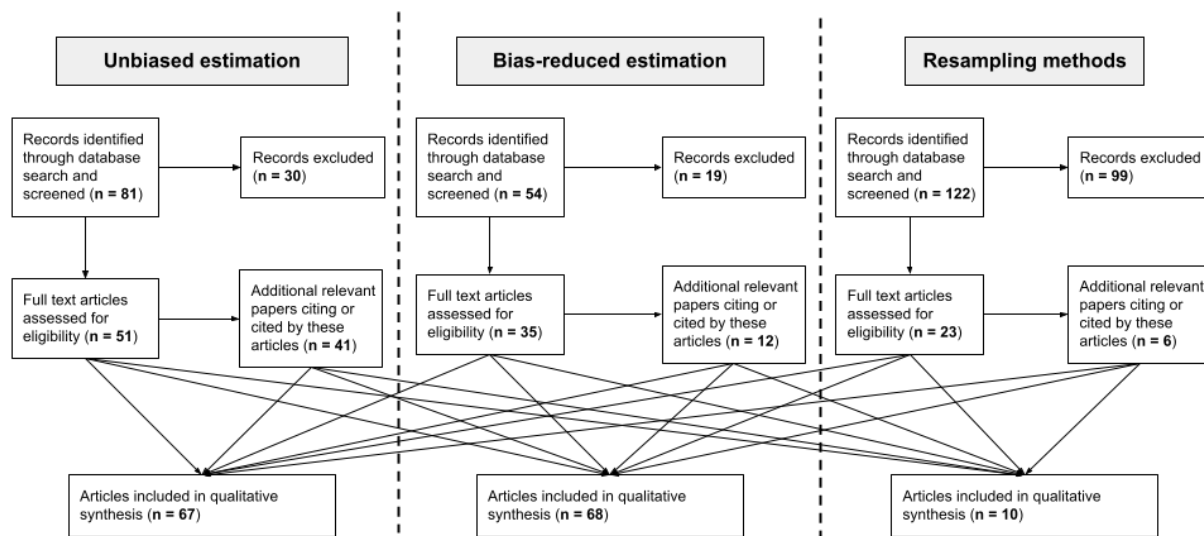 Unbiased estimation
Records identified
through database
search and
screened (n = 81)
Records excluded
(n = 30)
Full text articles
assessed for
eligibility (n = 51)
Additional relevant
papers citing or
cited by these
articles (n = 41)
Articles included in qualitative
synthesis (n = 67)
Bias-reduced estimation
Records identified
through database
search and
screened (n = 54)
Records excluded
(n = 19)
Full text articles
assessed for
eligibility (n = 35)
Additional relevant
papers citing or
cited by these
articles (n = 12)
Articles included in qualitative
synthesis (n = 68)
Resampling methods
Records identified
through database
search and
screened (n = 122)
Records excluded
(n = 99)
Full text articles
assessed for
eligibility (n = 23)
Additional relevant
papers citing or
cited by these
articles (n = 6)
Articles included in qualitative
synthesis (n = 10)